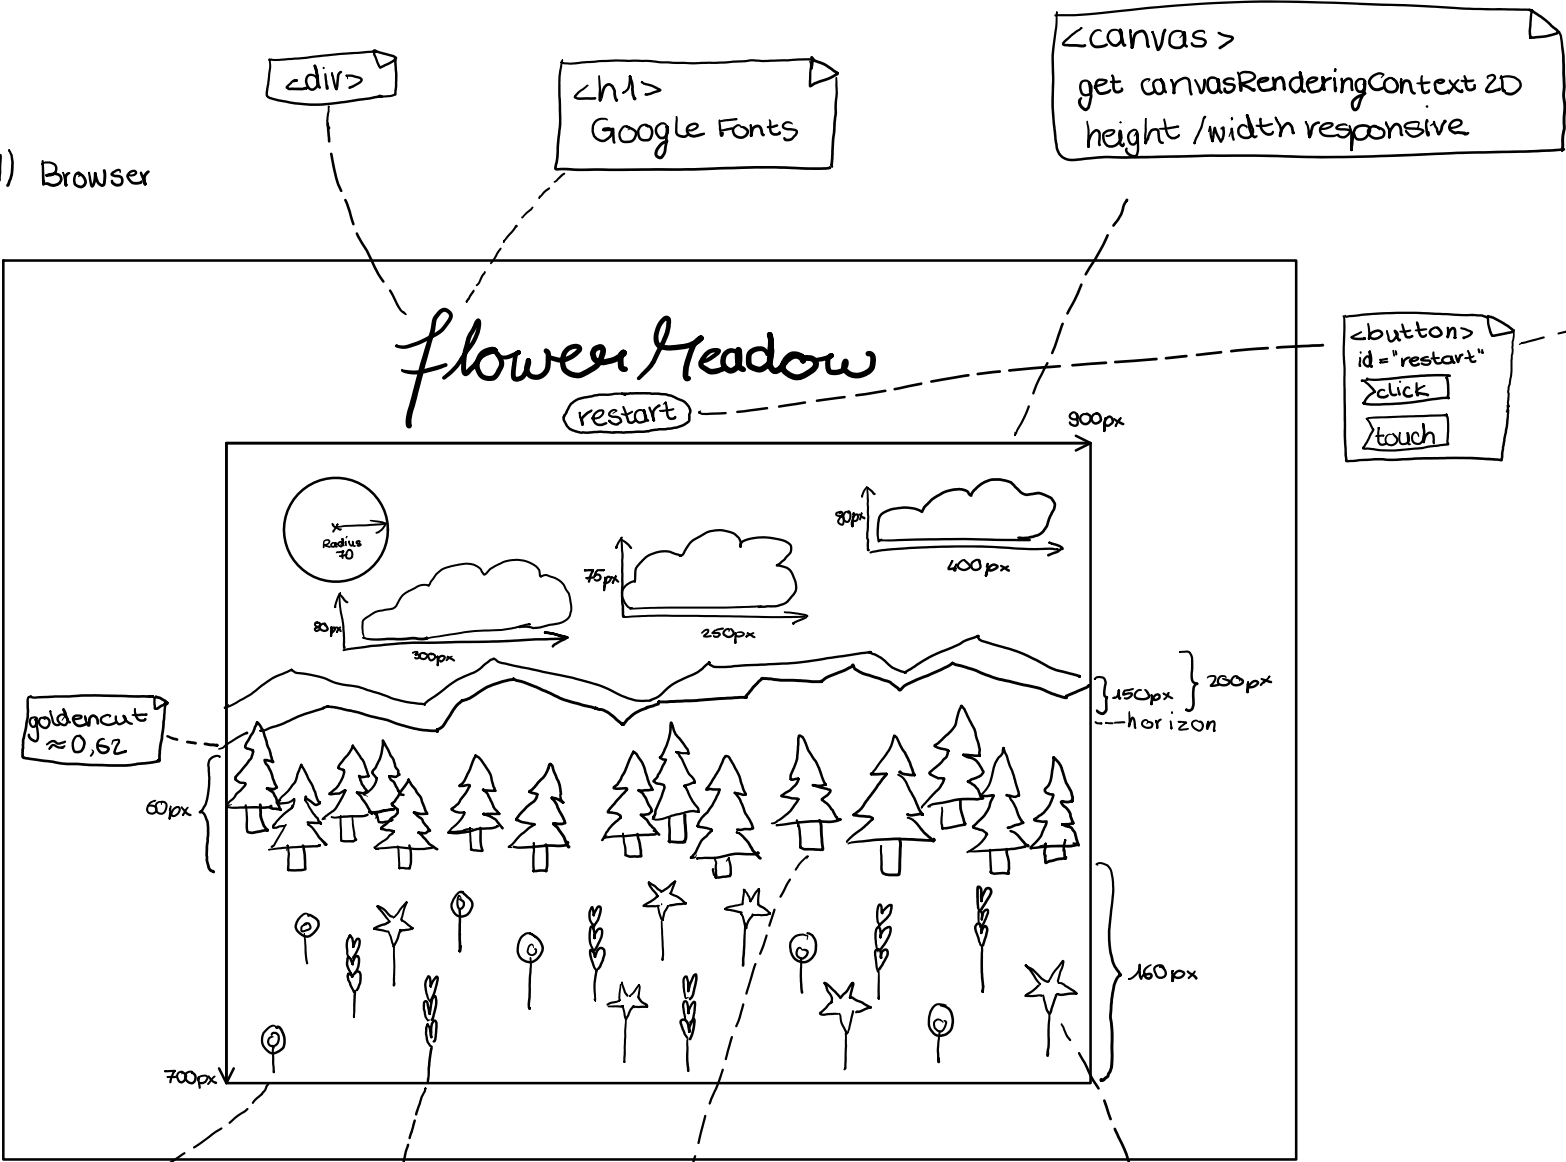 <div>
<h1>
Google Fonts
<canvas>
get canvasRenderingContext 2D
height / width responsive
1) Browser
Flower Meadow
restart
<button>
id = "restart"
click
touch
900px
Radius
70
80px
300px
75px
250px
80px
400px
150px
200px
horizon
goldencut
≈ 0,62
60px
160px
700px